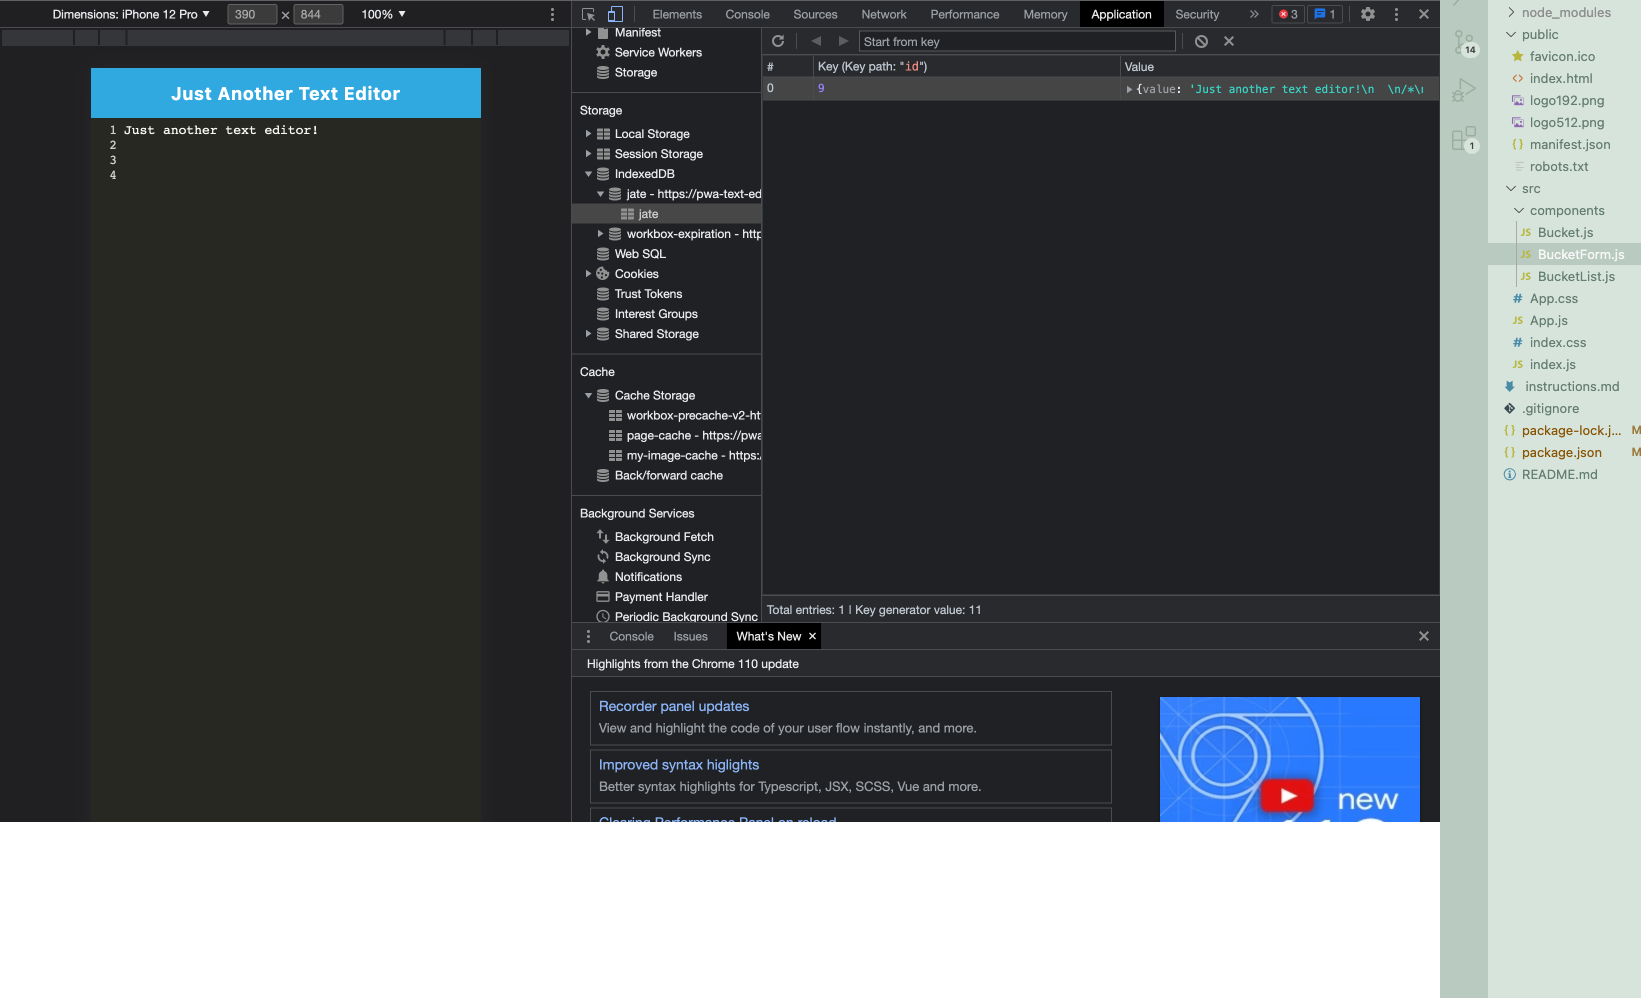 Dimensions: iPhone 12 Pro ▼ 390 × 844 100% ▼
Just Another Text Editor
1 Just another text editor!
2
3
4
Elements Console Sources Network Performance Memory Application Security » 3 1
Manifest
Service Workers
Storage
Storage
Local Storage
Session Storage
IndexedDB
jate - https://pwa-text-ed
jate
workbox-expiration - http
Web SQL
Cookies
Trust Tokens
Interest Groups
Shared Storage
Cache
Cache Storage
workbox-precache-v2-ht
page-cache - https://pwa
my-image-cache - https:/
Back/forward cache
Background Services
Background Fetch
Background Sync
Notifications
Payment Handler
Periodic Background Sync
Start from key
# Key (Key path: "id") Value
0 9 {value: 'Just another text editor!\n  \n/*\
Total entries: 1 | Key generator value: 11
Console Issues What's New ×
Highlights from the Chrome 110 update
Recorder panel updates
View and highlight the code of your user flow instantly, and more.
Improved syntax higlights
Better syntax highlights for Typescript, JSX, SCSS, Vue and more.
Clearing Performance Panel on reload
new
14
1
node_modules
public
favicon.ico
index.html
logo192.png
logo512.png
{} manifest.json
robots.txt
src
components
JS Bucket.js
JS BucketForm.js
JS BucketList.js
# App.css
JS App.js
# index.css
JS index.js
instructions.md
.gitignore
{} package-lock.j... M
{} package.json M
README.md